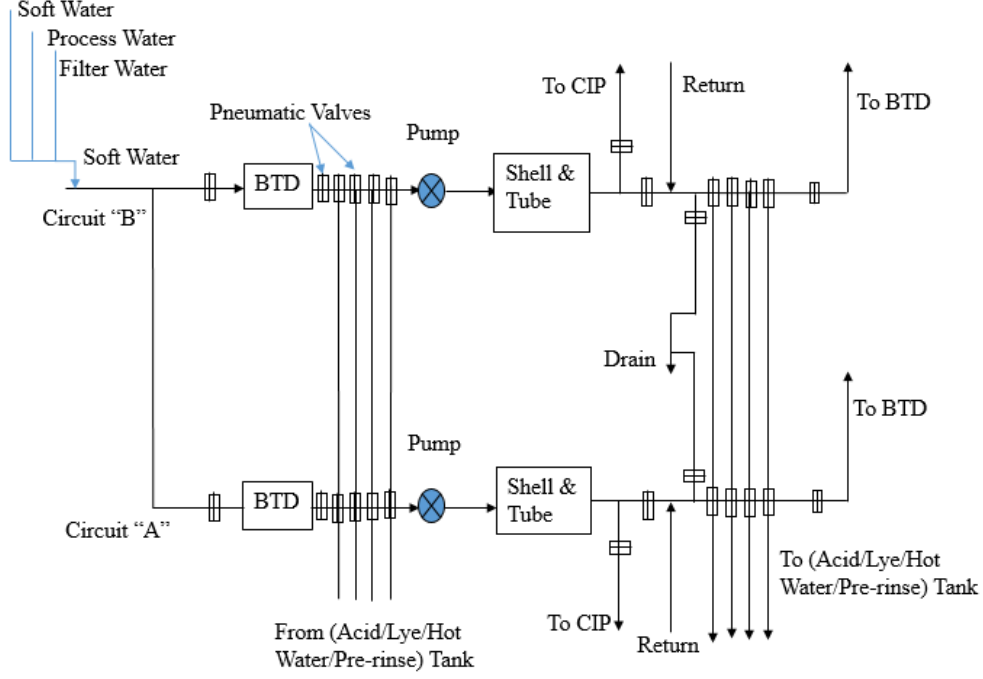 Soft Water
Process Water
Filter Water
Pneumatic Valves
Pump
To CIP
Return
To BTD
Soft Water
BTD
Shell &
Tube
Circuit “B”
Drain
To BTD
Pump
BTD
Shell &
Tube
Circuit “A”
To (Acid/Lye/Hot
Water/Pre-rinse) Tank
To CIP
Return
From (Acid/Lye/Hot
Water/Pre-rinse) Tank